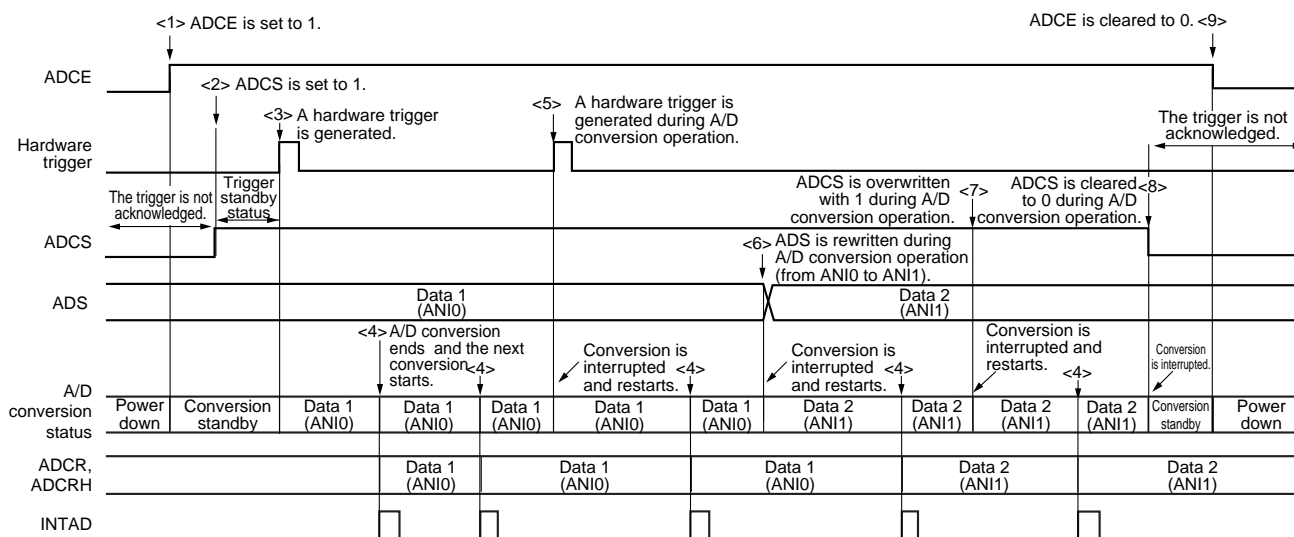 <1> ADCE is set to 1.
ADCE is cleared to 0. <9>
ADCE
<2> ADCS is set to 1.
<3> A hardware trigger
is generated.
<5> A hardware trigger is
generated during A/D
conversion operation.
The trigger is not
acknowledged.
Hardware
trigger
The trigger is not
acknowledged.
Trigger
standby
status
ADCS is overwritten
with 1 during A/D
conversion operation.
<7>
ADCS is cleared
to 0 during A/D
conversion operation.
<8>
ADCS
<6> ADS is rewritten during
A/D conversion operation
(from ANI0 to ANI1).
ADS
Data 1
(ANI0)
Data 2
(ANI1)
<4> A/D conversion
ends and the next
conversion
starts.
<4>
Conversion is
interrupted
and restarts.
<4>
Conversion is
interrupted
and restarts.
<4>
Conversion is
interrupted and
restarts.
<4>
Conversion
is interrupted.
A/D
conversion
status
Power
down
Conversion
standby
Data 1
(ANI0)
Data 1
(ANI0)
Data 1
(ANI0)
Data 1
(ANI0)
Data 1
(ANI0)
Data 2
(ANI1)
Data 2
(ANI1)
Data 2
(ANI1)
Data 2
(ANI1)
Conversion
standby
Power
down
ADCR,
ADCRH
Data 1
(ANI0)
Data 1
(ANI0)
Data 1
(ANI0)
Data 2
(ANI1)
Data 2
(ANI1)
INTAD